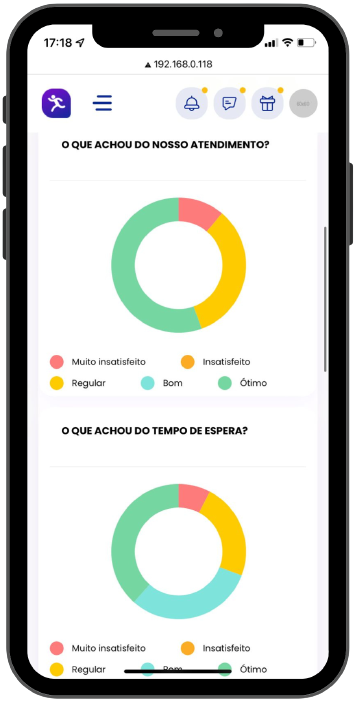 17:18
192.168.0.118
O QUE ACHOU DO NOSSO ATENDIMENTO?
Muito insatisfeito
Insatisfeito
Regular
Bom
Ótimo
O QUE ACHOU DO TEMPO DE ESPERA?
Muito insatisfeito
Insatisfeito
Regular
Bom
Ótimo